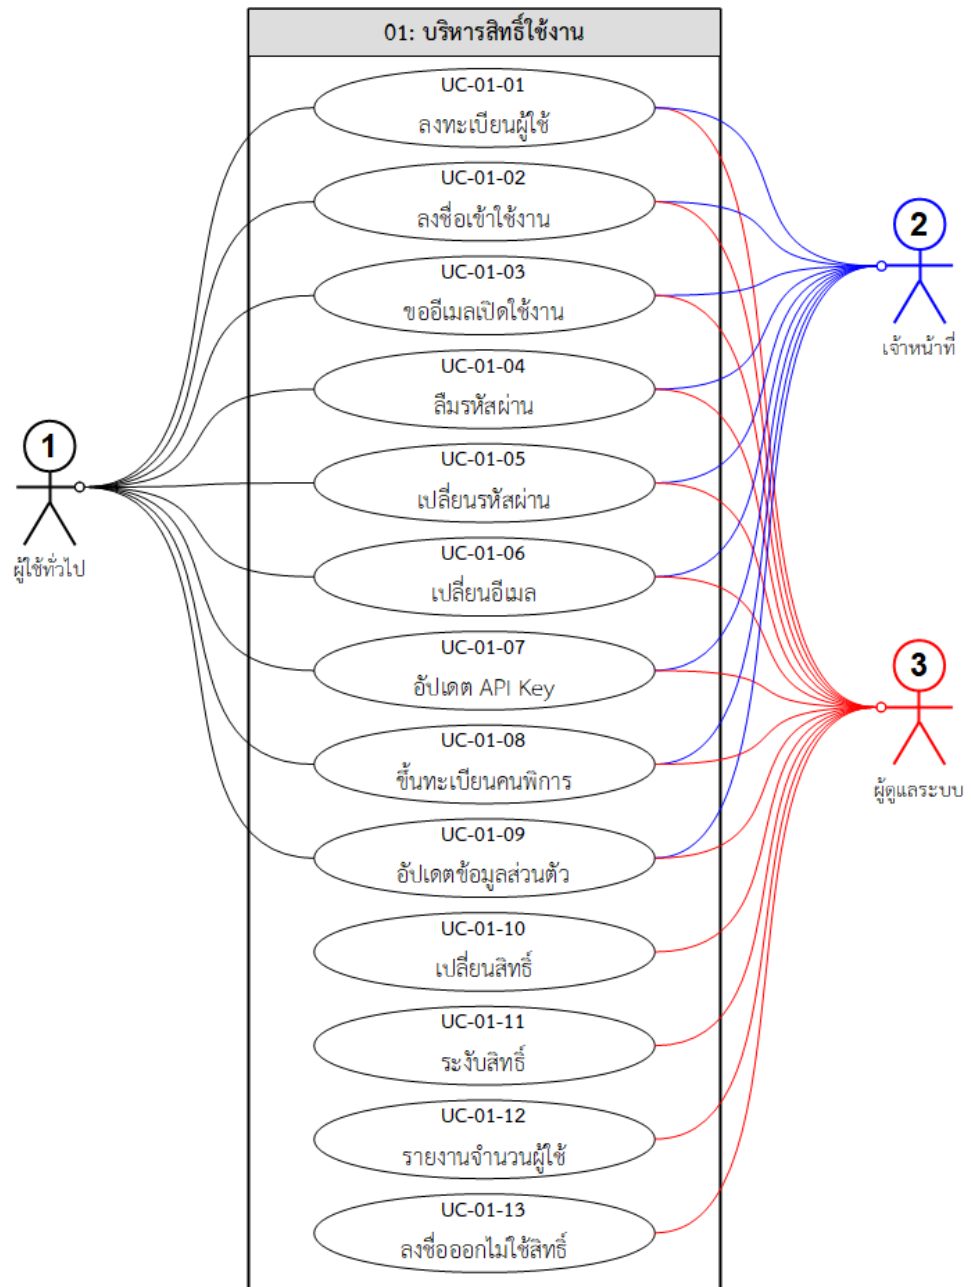 01: บริหารสิทธิ์ใช้งาน
UC-01-01
ลงทะเบียนผู้ใช้
UC-01-02
ลงชื่อเข้าใช้งาน
UC-01-03
ขออีเมลเปิดใช้งาน
UC-01-04
ลืมรหัสผ่าน
UC-01-05
เปลี่ยนรหัสผ่าน
UC-01-06
เปลี่ยนอีเมล
UC-01-07
อัปเดต API Key
UC-01-08
ขึ้นทะเบียนคนพิการ
UC-01-09
อัปเดตข้อมูลส่วนตัว
UC-01-10
เปลี่ยนสิทธิ์
UC-01-11
ระงับสิทธิ์
UC-01-12
รายงานจำนวนผู้ใช้
UC-01-13
ลงชื่อออกไม่ใช้สิทธิ์
1
ผู้ใช้ทั่วไป
2
เจ้าหน้าที่
3
ผู้ดูแลระบบ